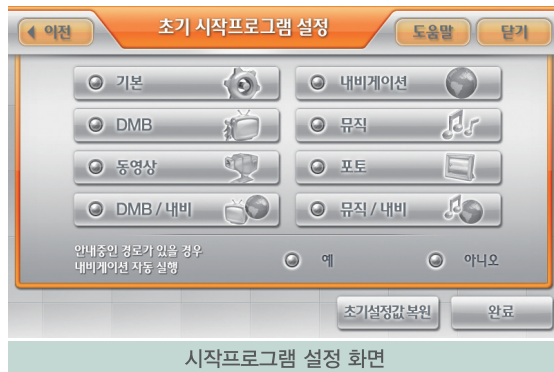 이전
초기 시작프로그램 설정
도움말
닫기
기본
내비게이션
DMB
뮤직
동영상
포토
DMB / 내비
뮤직 / 내비
안내중인 경로가 있을 경우
내비게이션 자동 실행
예
아니오
초기설정값 복원
완료
시작프로그램 설정 화면